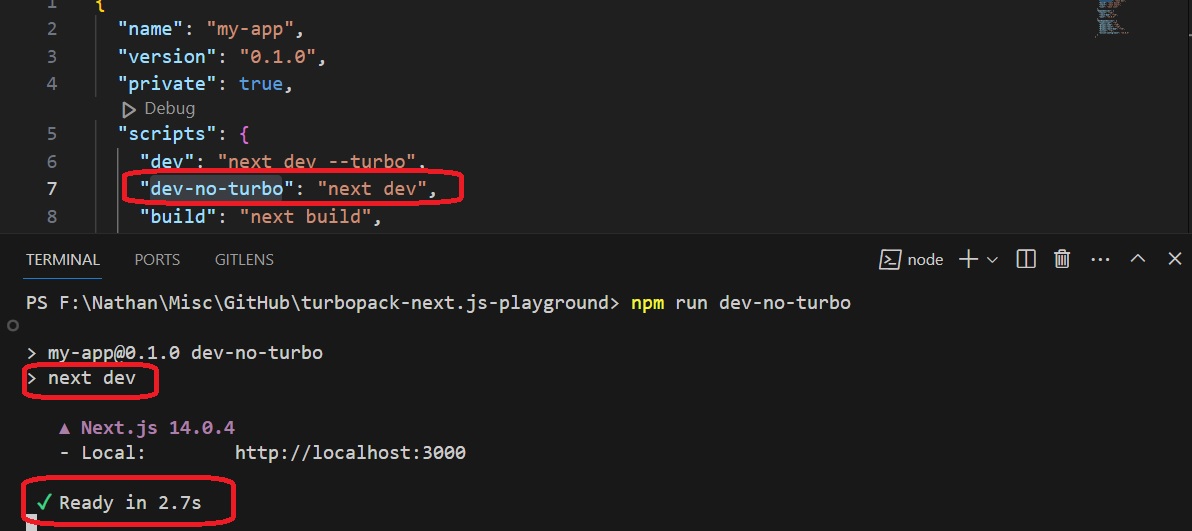 1 {
2 "name": "my-app",
3 "version": "0.1.0",
4 "private": true,
Debug
5 "scripts": {
6 "dev": "next dev --turbo",
7 "dev-no-turbo": "next dev",
8 "build": "next build",
TERMINAL PORTS GITLENS node
PS F:\Nathan\Misc\GitHub\turbopack-next.js-playground> npm run dev-no-turbo
> my-app@0.1.0 dev-no-turbo
> next dev
▲ Next.js 14.0.4
- Local: http://localhost:3000
✓ Ready in 2.7s